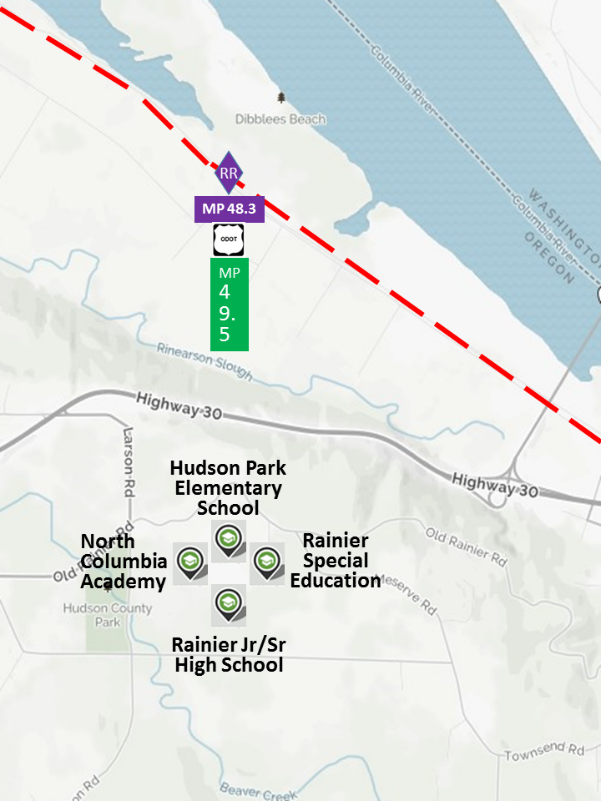 Columbia River
Dibblees Beach
RR
MP 48.3
ODOT
MP
4
9.
5
WASHINGTON
Columbia River
OREGON
Rinearson Slough
Highway 30
Larson Rd
Highway 30
Hudson Park
Elementary
School
North
Columbia
Academy
Rainier
Special
Education
Old Rainier Rd
Old Rainier Rd
Meserve Rd
Hudson County
Park
Rainier Jr/Sr
High School
Townsend Rd
on Rd
Beaver Creek